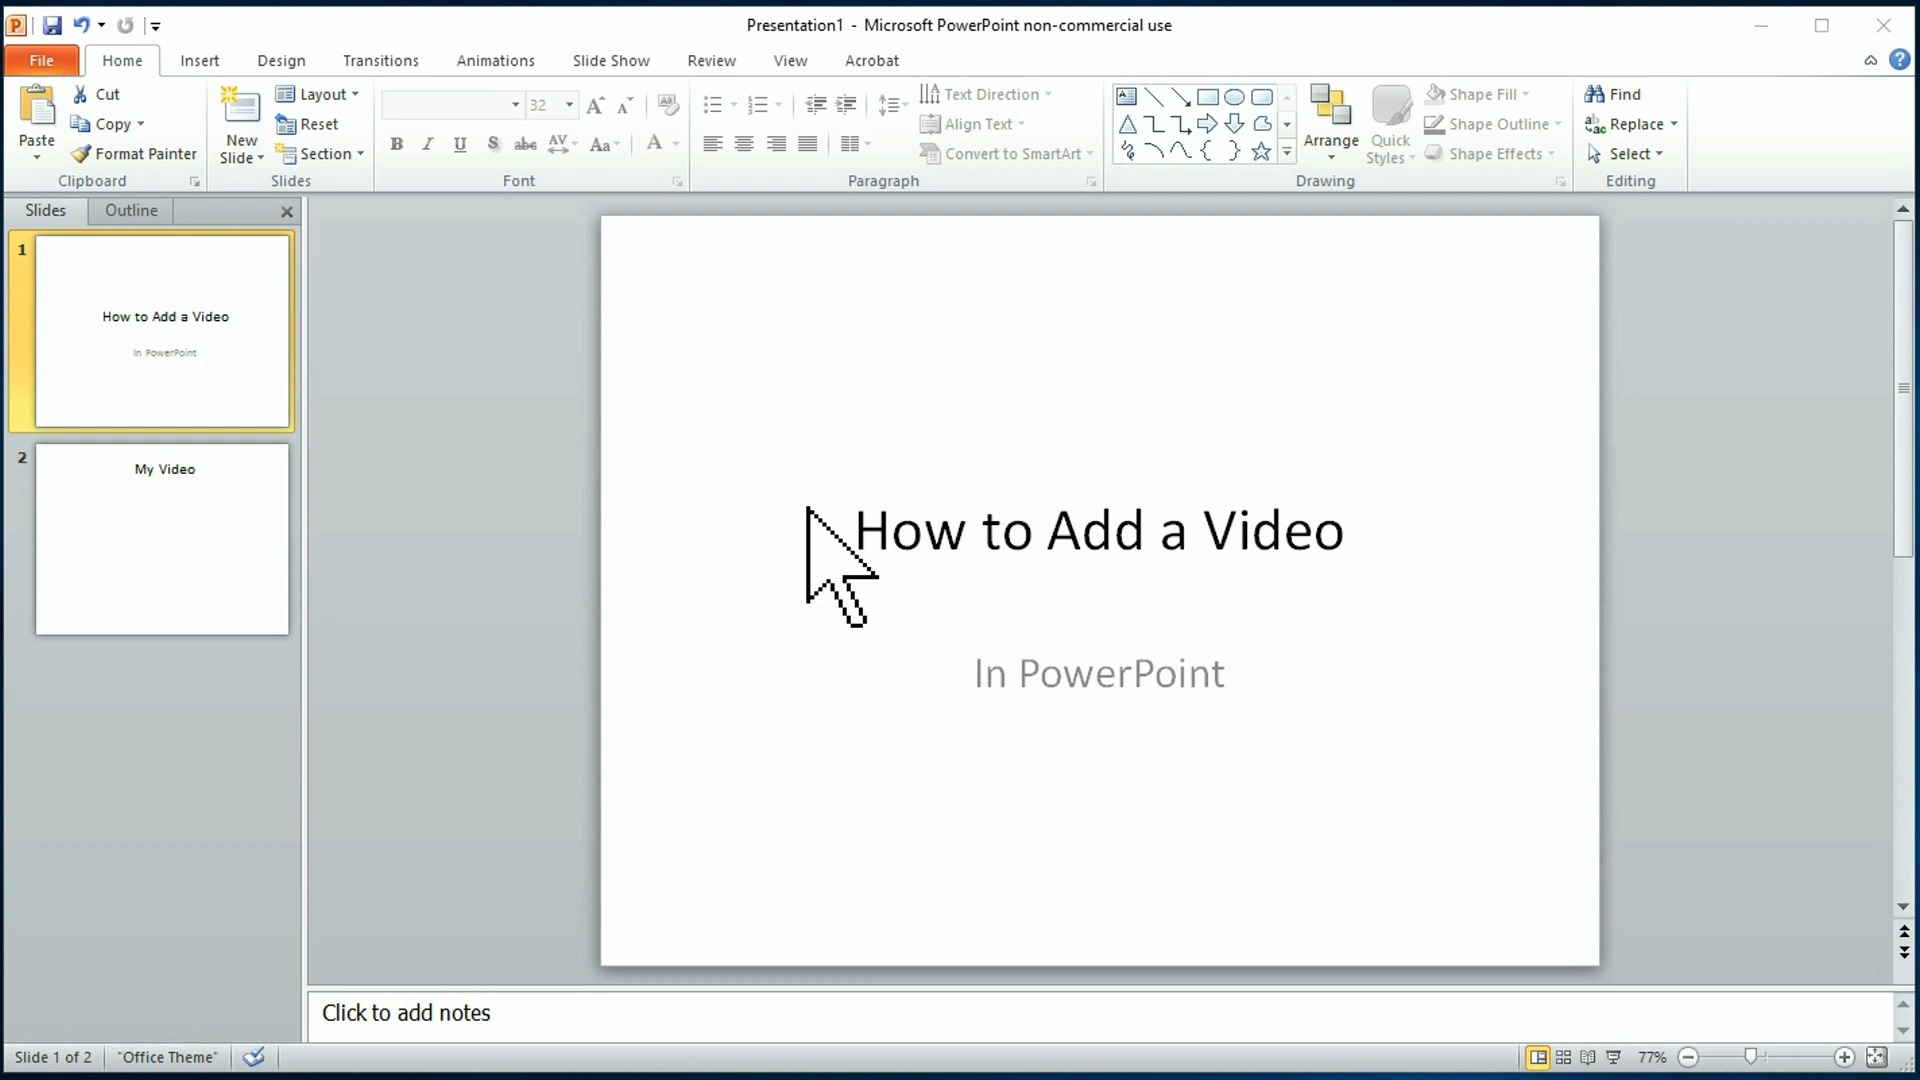 Presentation1 - Microsoft PowerPoint non-commercial use
File Home Insert Design Transitions Animations Slide Show Review View Acrobat
Paste Cut Copy Format Painter
Clipboard
New Slide Layout Reset Section
Slides
32
B I U S abc AV Aa A
Font
Text Direction
Align Text
Convert to SmartArt
Paragraph
Arrange Quick Styles
Shape Fill
Shape Outline
Shape Effects
Drawing
Find
Replace
Select
Editing
Slides Outline
1
How to Add a Video
In PowerPoint
2
My Video
How to Add a Video
In PowerPoint
Click to add notes
Slide 1 of 2 "Office Theme" 77%